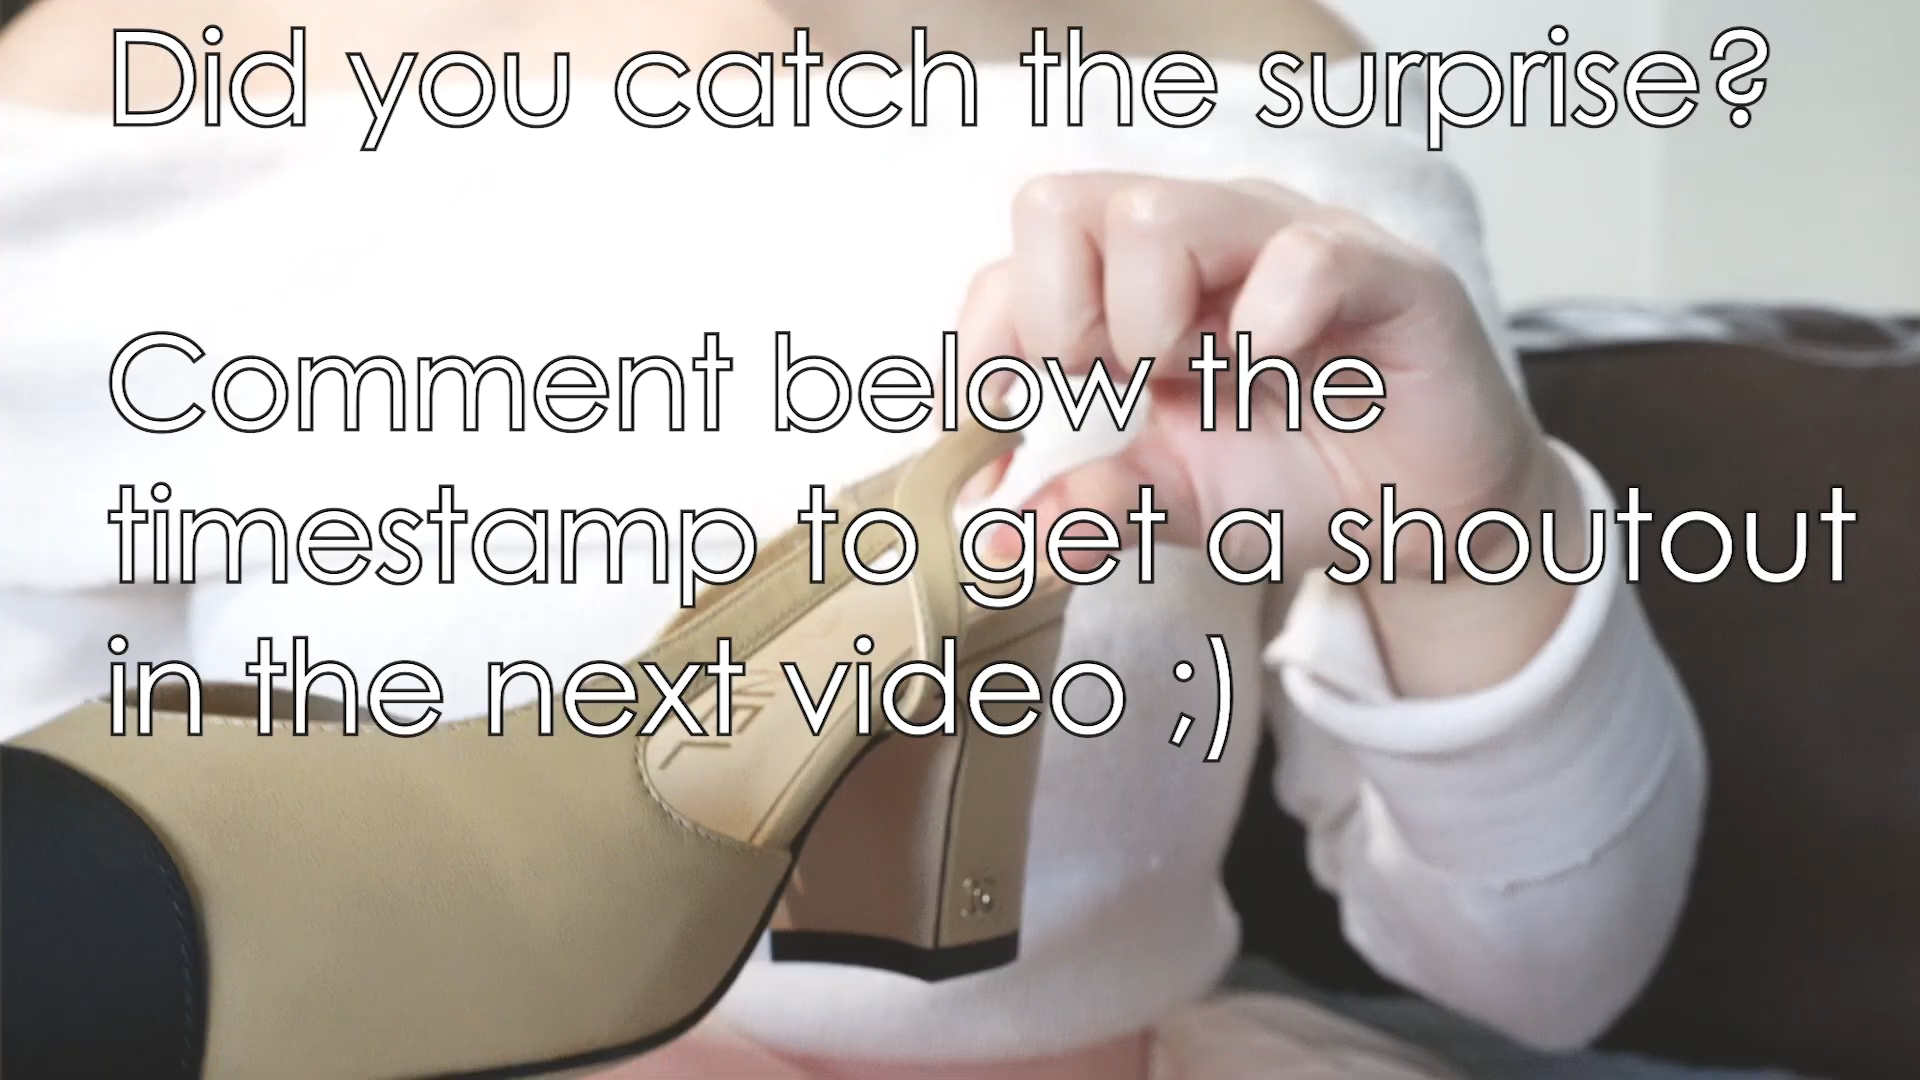 Did you catch the surprise?
Comment below the
timestamp to get a shoutout
in the next video ;)